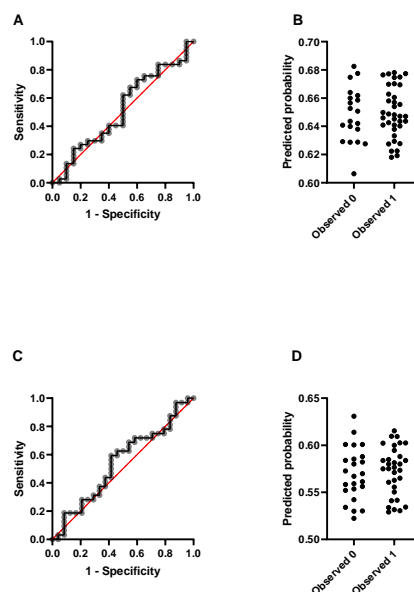 A
B
1.0
0.8
0.6
0.4
0.2
0.0
Sensitivity
0.0 0.2 0.4 0.6 0.8 1.0
1 - Specificity
0.70
0.68
0.66
0.64
0.62
0.60
Predicted probability
Observed 0
Observed 1
C
D
1.0
0.8
0.6
0.4
0.2
0.0
Sensitivity
0.0 0.2 0.4 0.6 0.8 1.0
1 - Specificity
0.65
0.60
0.55
0.50
Predicted probability
Observed 0
Observed 1